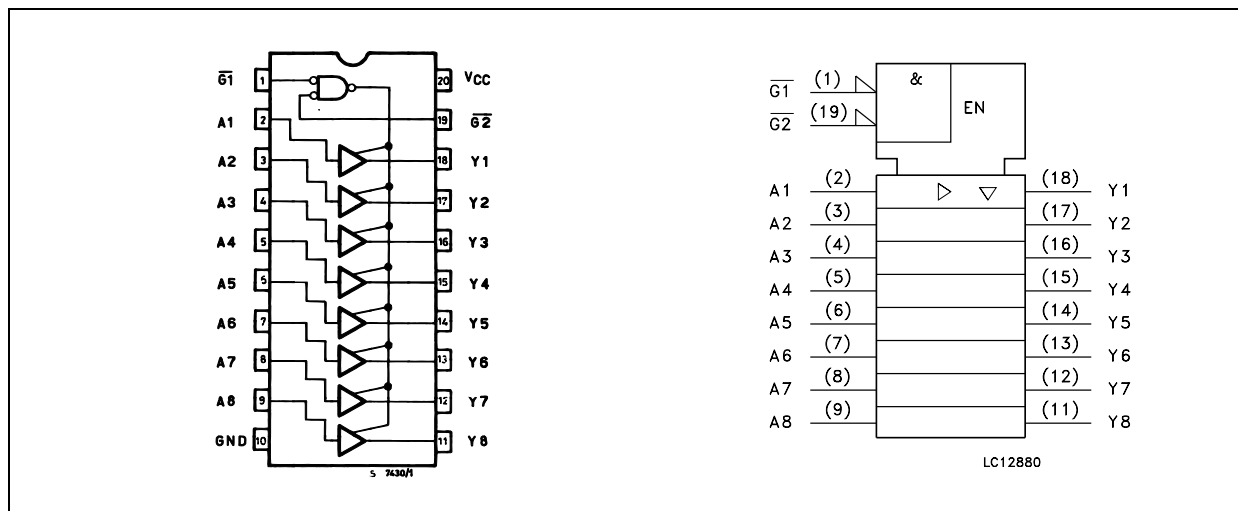 G1 1 20 VCC
A1 2 19 G2
A2 3 18 Y1
A3 4 17 Y2
A4 5 16 Y3
A5 6 15 Y4
A6 7 14 Y5
A7 8 13 Y6
A8 9 12 Y7
GND 10 11 Y8
S 7430/1
G1 (1) &
G2 (19) EN
A1 (2) (18) Y1
A2 (3) (17) Y2
A3 (4) (16) Y3
A4 (5) (15) Y4
A5 (6) (14) Y5
A6 (7) (13) Y6
A7 (8) (12) Y7
A8 (9) (11) Y8
LC12880